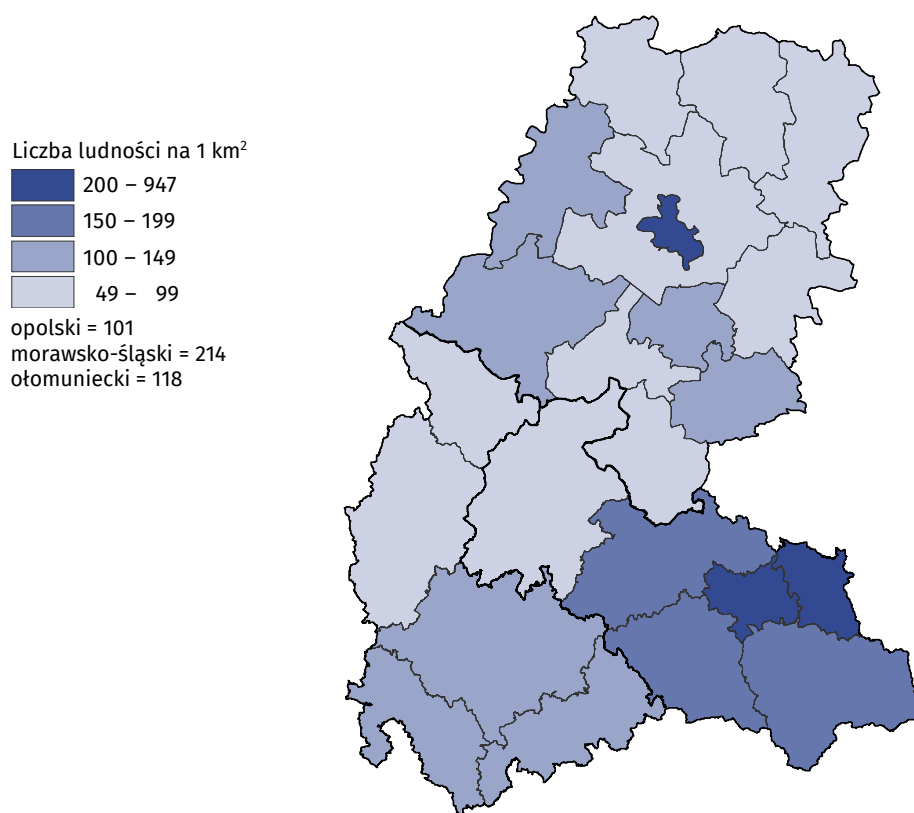 Liczba ludności na 1 km²
200 – 947
150 – 199
100 – 149
49 – 99
opolski = 101
morawsko-śląski = 214
ołomuniecki = 118